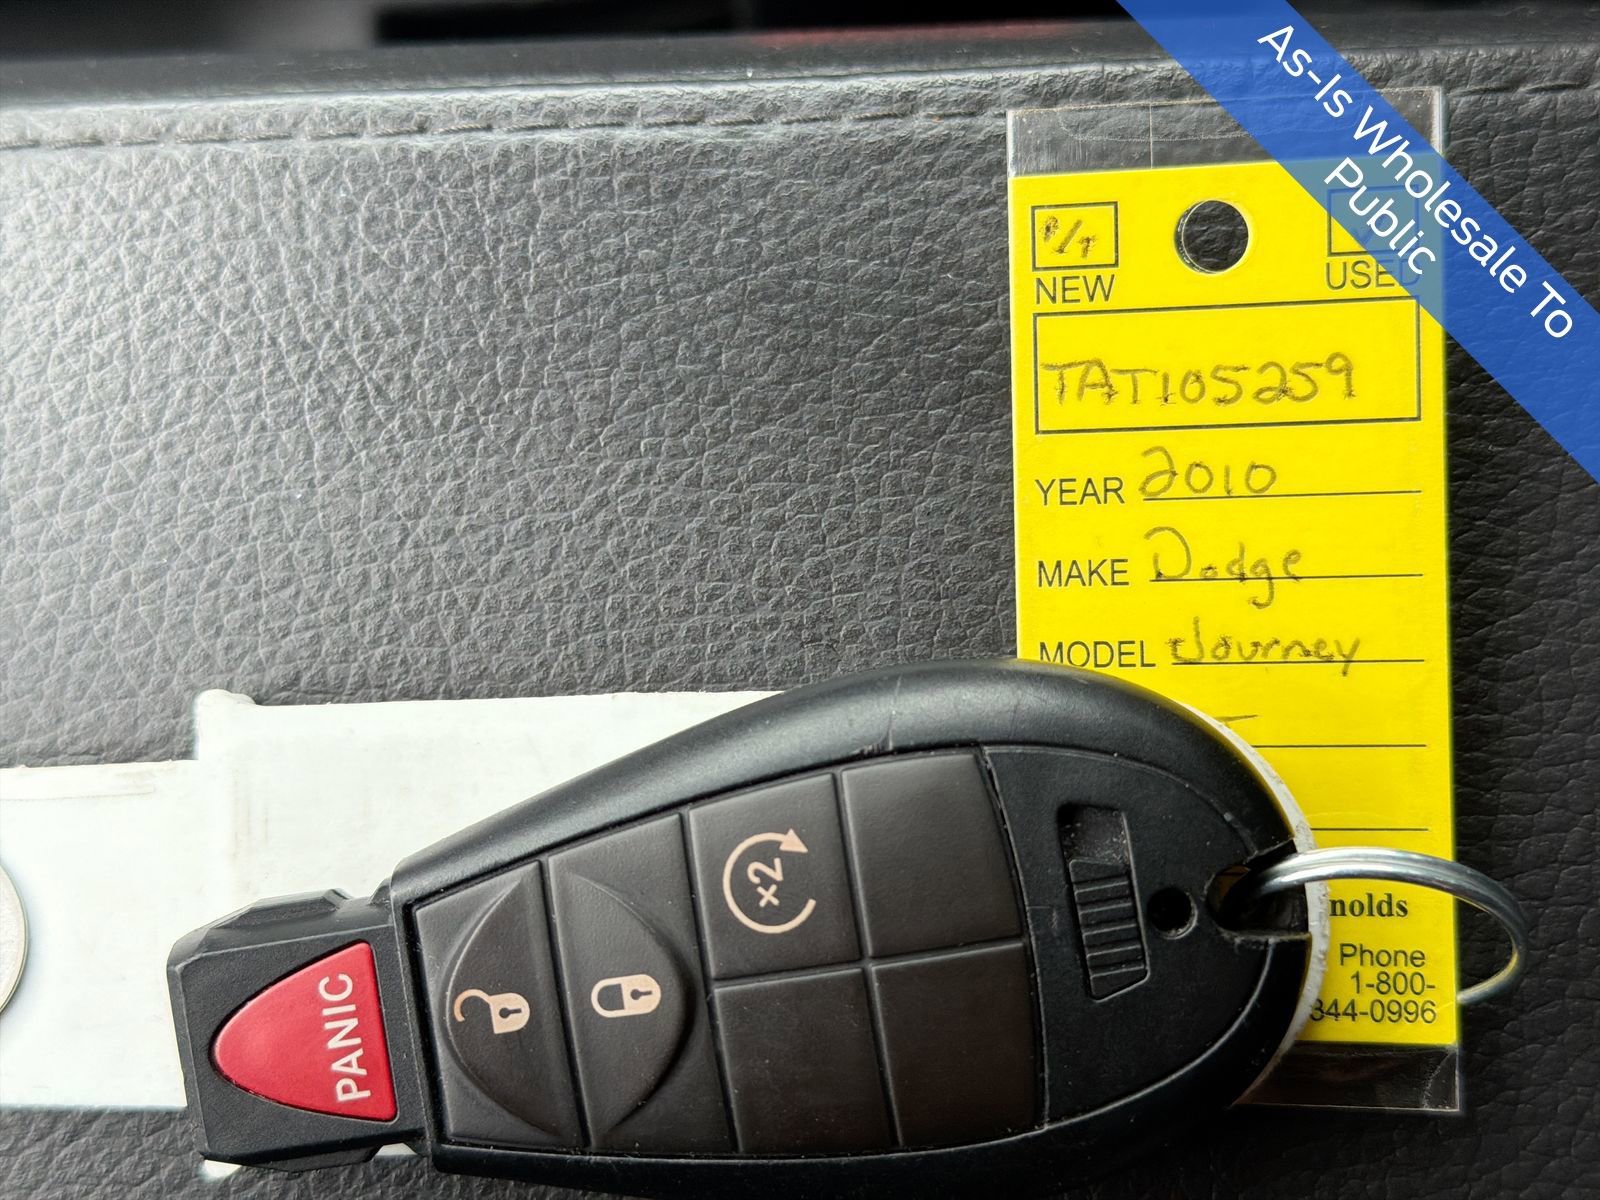 As-Is Wholesale To
Public
NEW
USED
TAT105259
YEAR 2010
MAKE Dodge
MODEL Journey
nolds
Phone
1-800-
344-0996
×2
PANIC